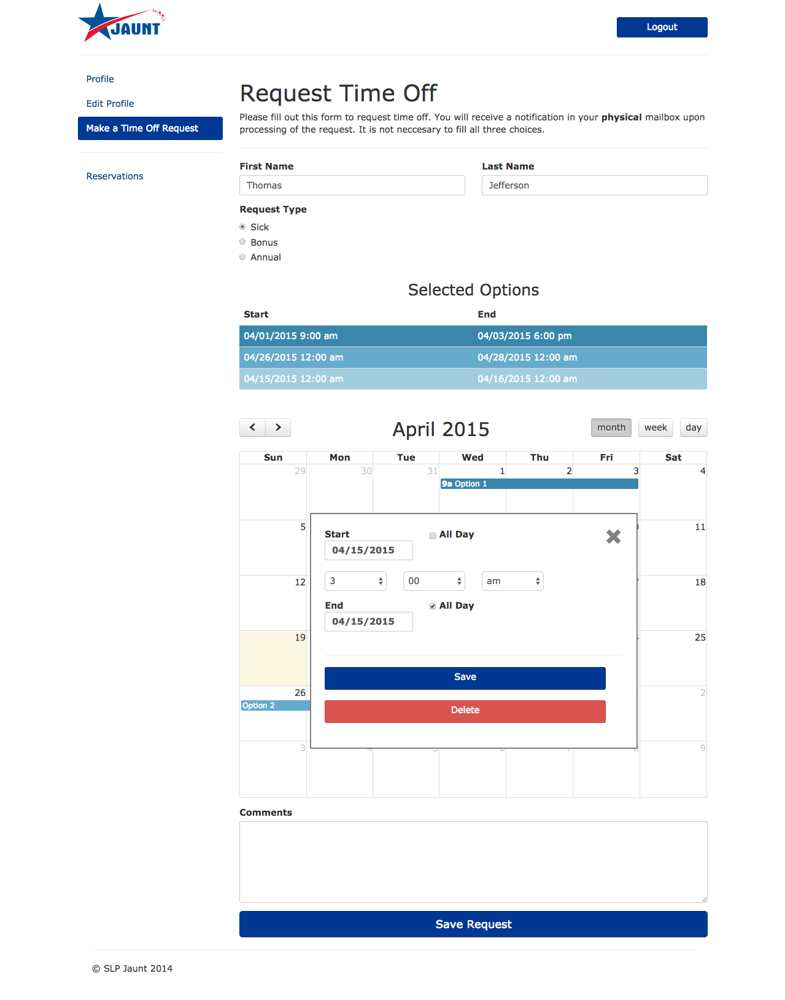 JAUNT
Logout
Profile
Edit Profile
Make a Time Off Request
Reservations
Request Time Off
Please fill out this form to request time off. You will receive a notification in your physical mailbox upon
processing of the request. It is not neccesary to fill all three choices.
First Name Last Name
Thomas Jefferson
Request Type
Sick
Bonus
Annual
Selected Options
Start End
04/01/2015 9:00 am 04/03/2015 6:00 pm
04/26/2015 12:00 am 04/28/2015 12:00 am
04/15/2015 12:00 am 04/16/2015 12:00 am
April 2015 month week day
Sun Mon Tue Wed Thu Fri Sat
29 30 31 1 2 3 4
9a Option 1
5 11
Start All Day
04/15/2015
12 18
3 00 am
End All Day
04/15/2015
19 25
Save
26 2
Option 2
Delete
3 4 5 6 7 8 9
Comments
Save Request
© SLP Jaunt 2014